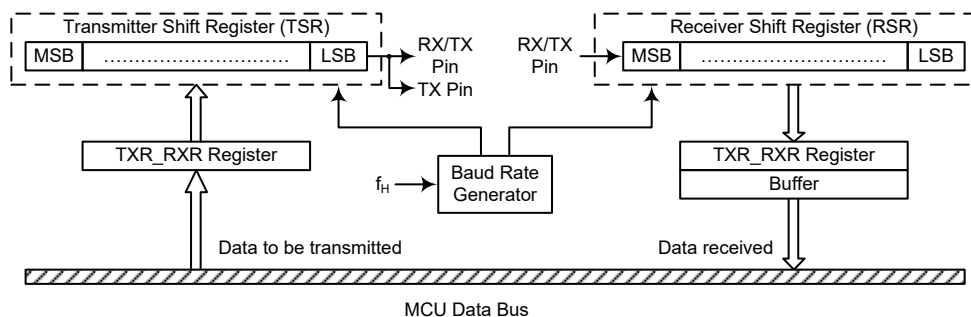 Transmitter Shift Register (TSR)
MSB
…………………………
LSB
RX/TX
Pin
TX Pin
RX/TX
Pin
Receiver Shift Register (RSR)
MSB
…………………………
LSB
TXR_RXR Register
fH
Baud Rate
Generator
TXR_RXR Register
Buffer
Data to be transmitted
Data received
MCU Data Bus